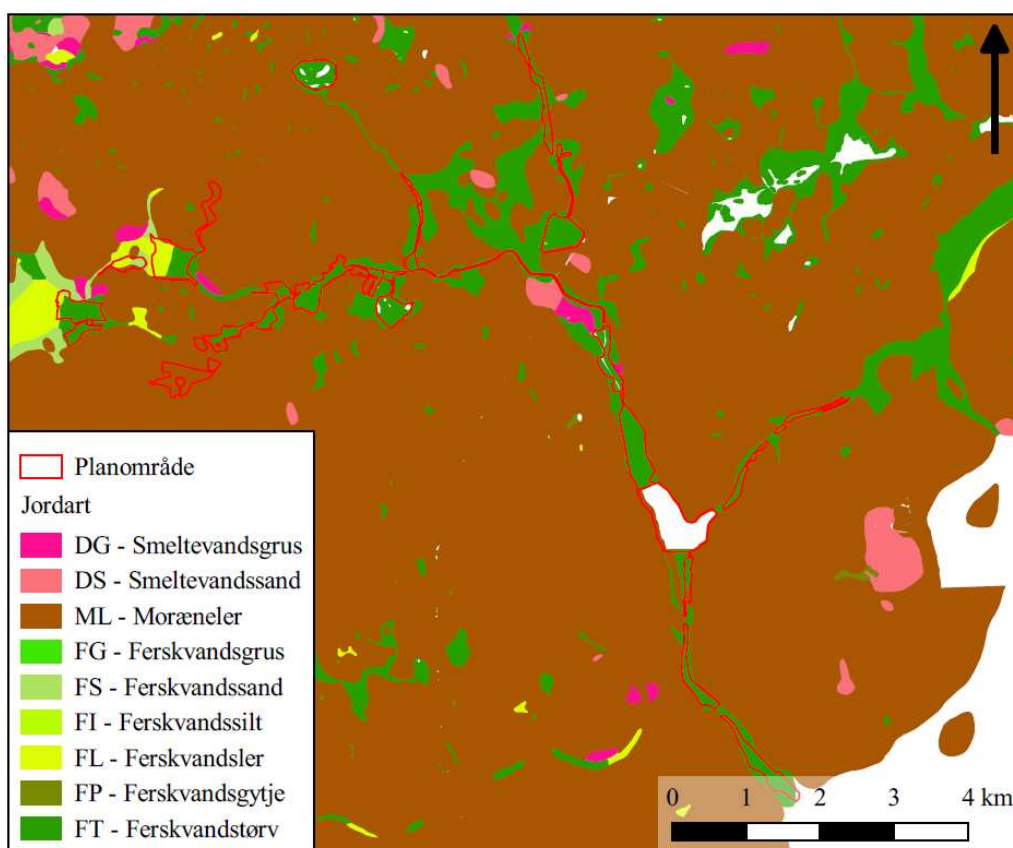 Planområde
Jordart
DG - Smeltevandsgrus
DS - Smeltevandssand
ML - Moræneler
FG - Ferskvandsgrus
FS - Ferskvandssand
FI - Ferskvandssilt
FL - Ferskvandsler
FP - Ferskvandsgytje
FT - Ferskvandstørv
0 1 2 3 4 km